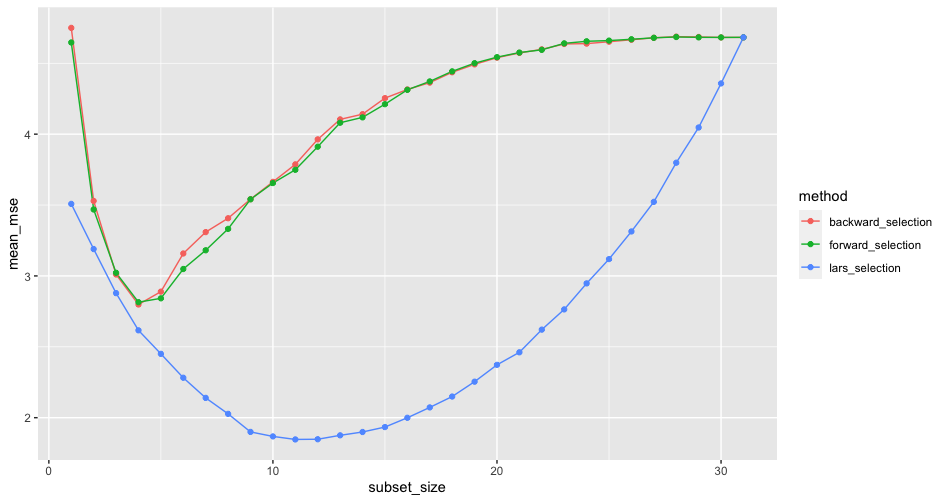 mean_mse
4
3
2
0
10
20
30
subset_size
method
backward_selection
forward_selection
lars_selection